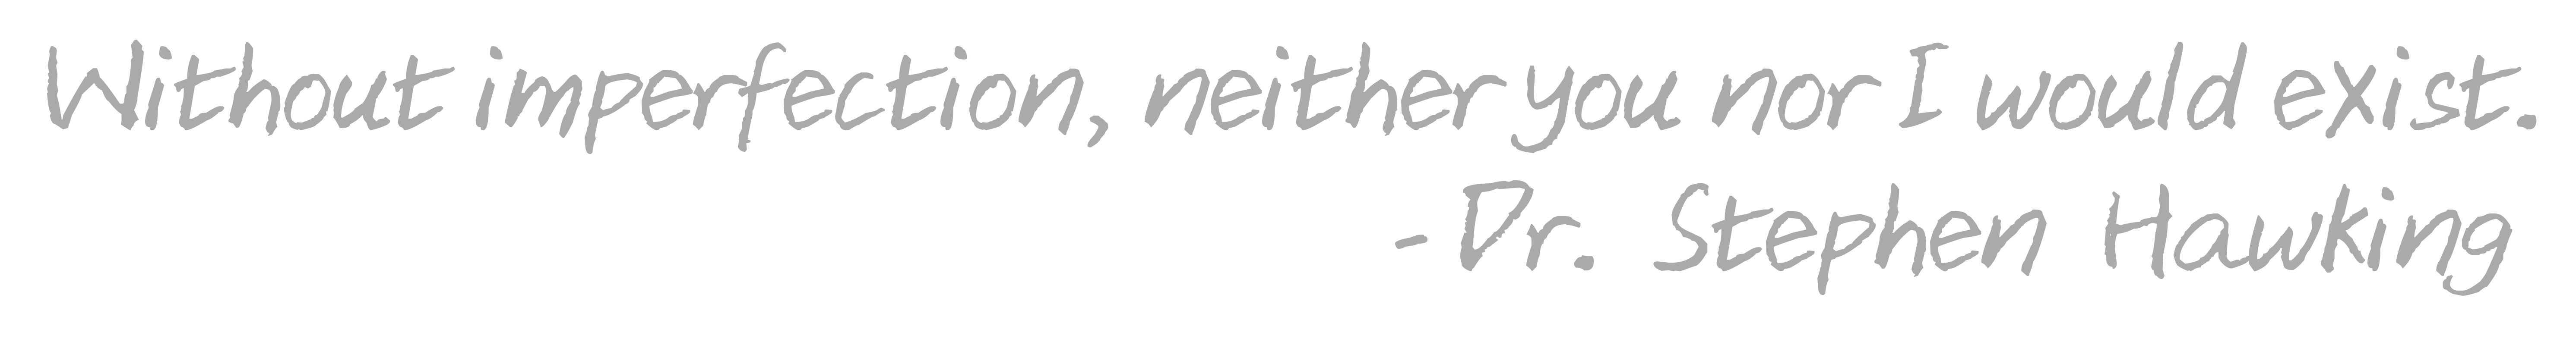 Without imperfection, neither you nor I would exist.
- Dr. Stephen Hawking